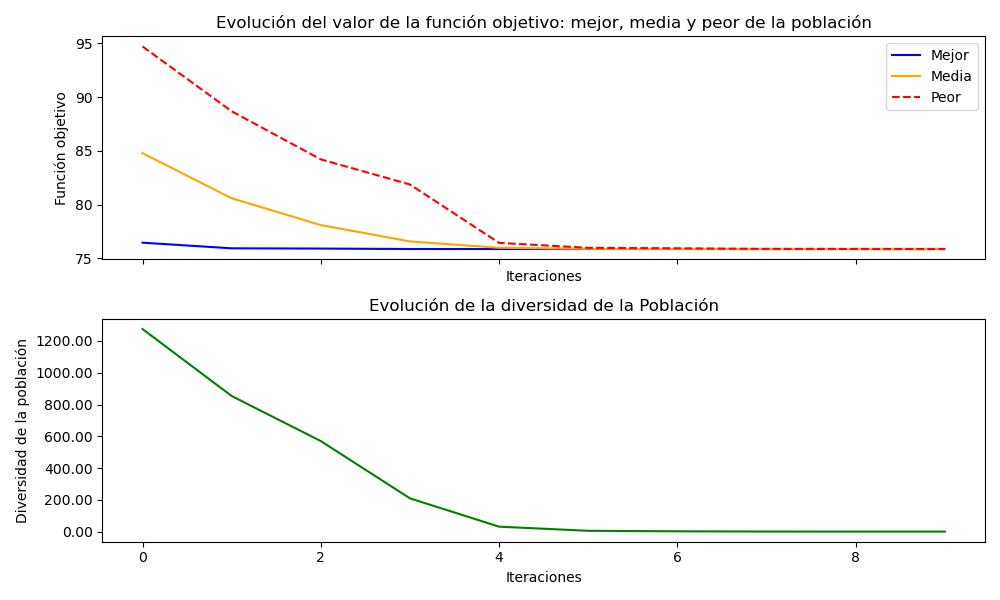 Evolución del valor de la función objetivo: mejor, media y peor de la población
95
90
85
80
75
Función objetivo
Mejor
Media
Peor
Iteraciones
Evolución de la diversidad de la Población
1200.00
1000.00
800.00
600.00
400.00
200.00
0.00
Diversidad de la población
0 2 4 6 8
Iteraciones